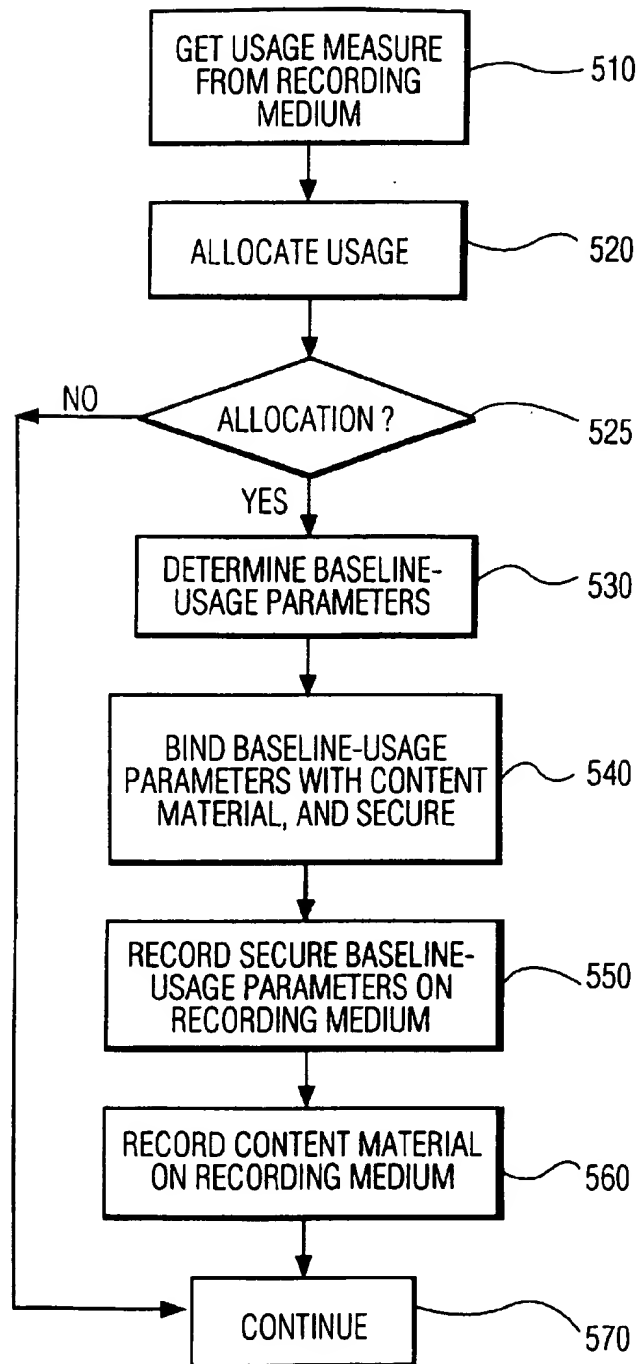 GET USAGE MEASURE
FROM RECORDING
MEDIUM
510
ALLOCATE USAGE
520
NO
ALLOCATION ?
525
YES
DETERMINE BASELINE-
USAGE PARAMETERS
530
BIND BASELINE-USAGE
PARAMETERS WITH CONTENT
MATERIAL, AND SECURE
540
RECORD SECURE BASELINE-
USAGE PARAMETERS ON
RECORDING MEDIUM
550
RECORD CONTENT MATERIAL
ON RECORDING MEDIUM
560
CONTINUE
570